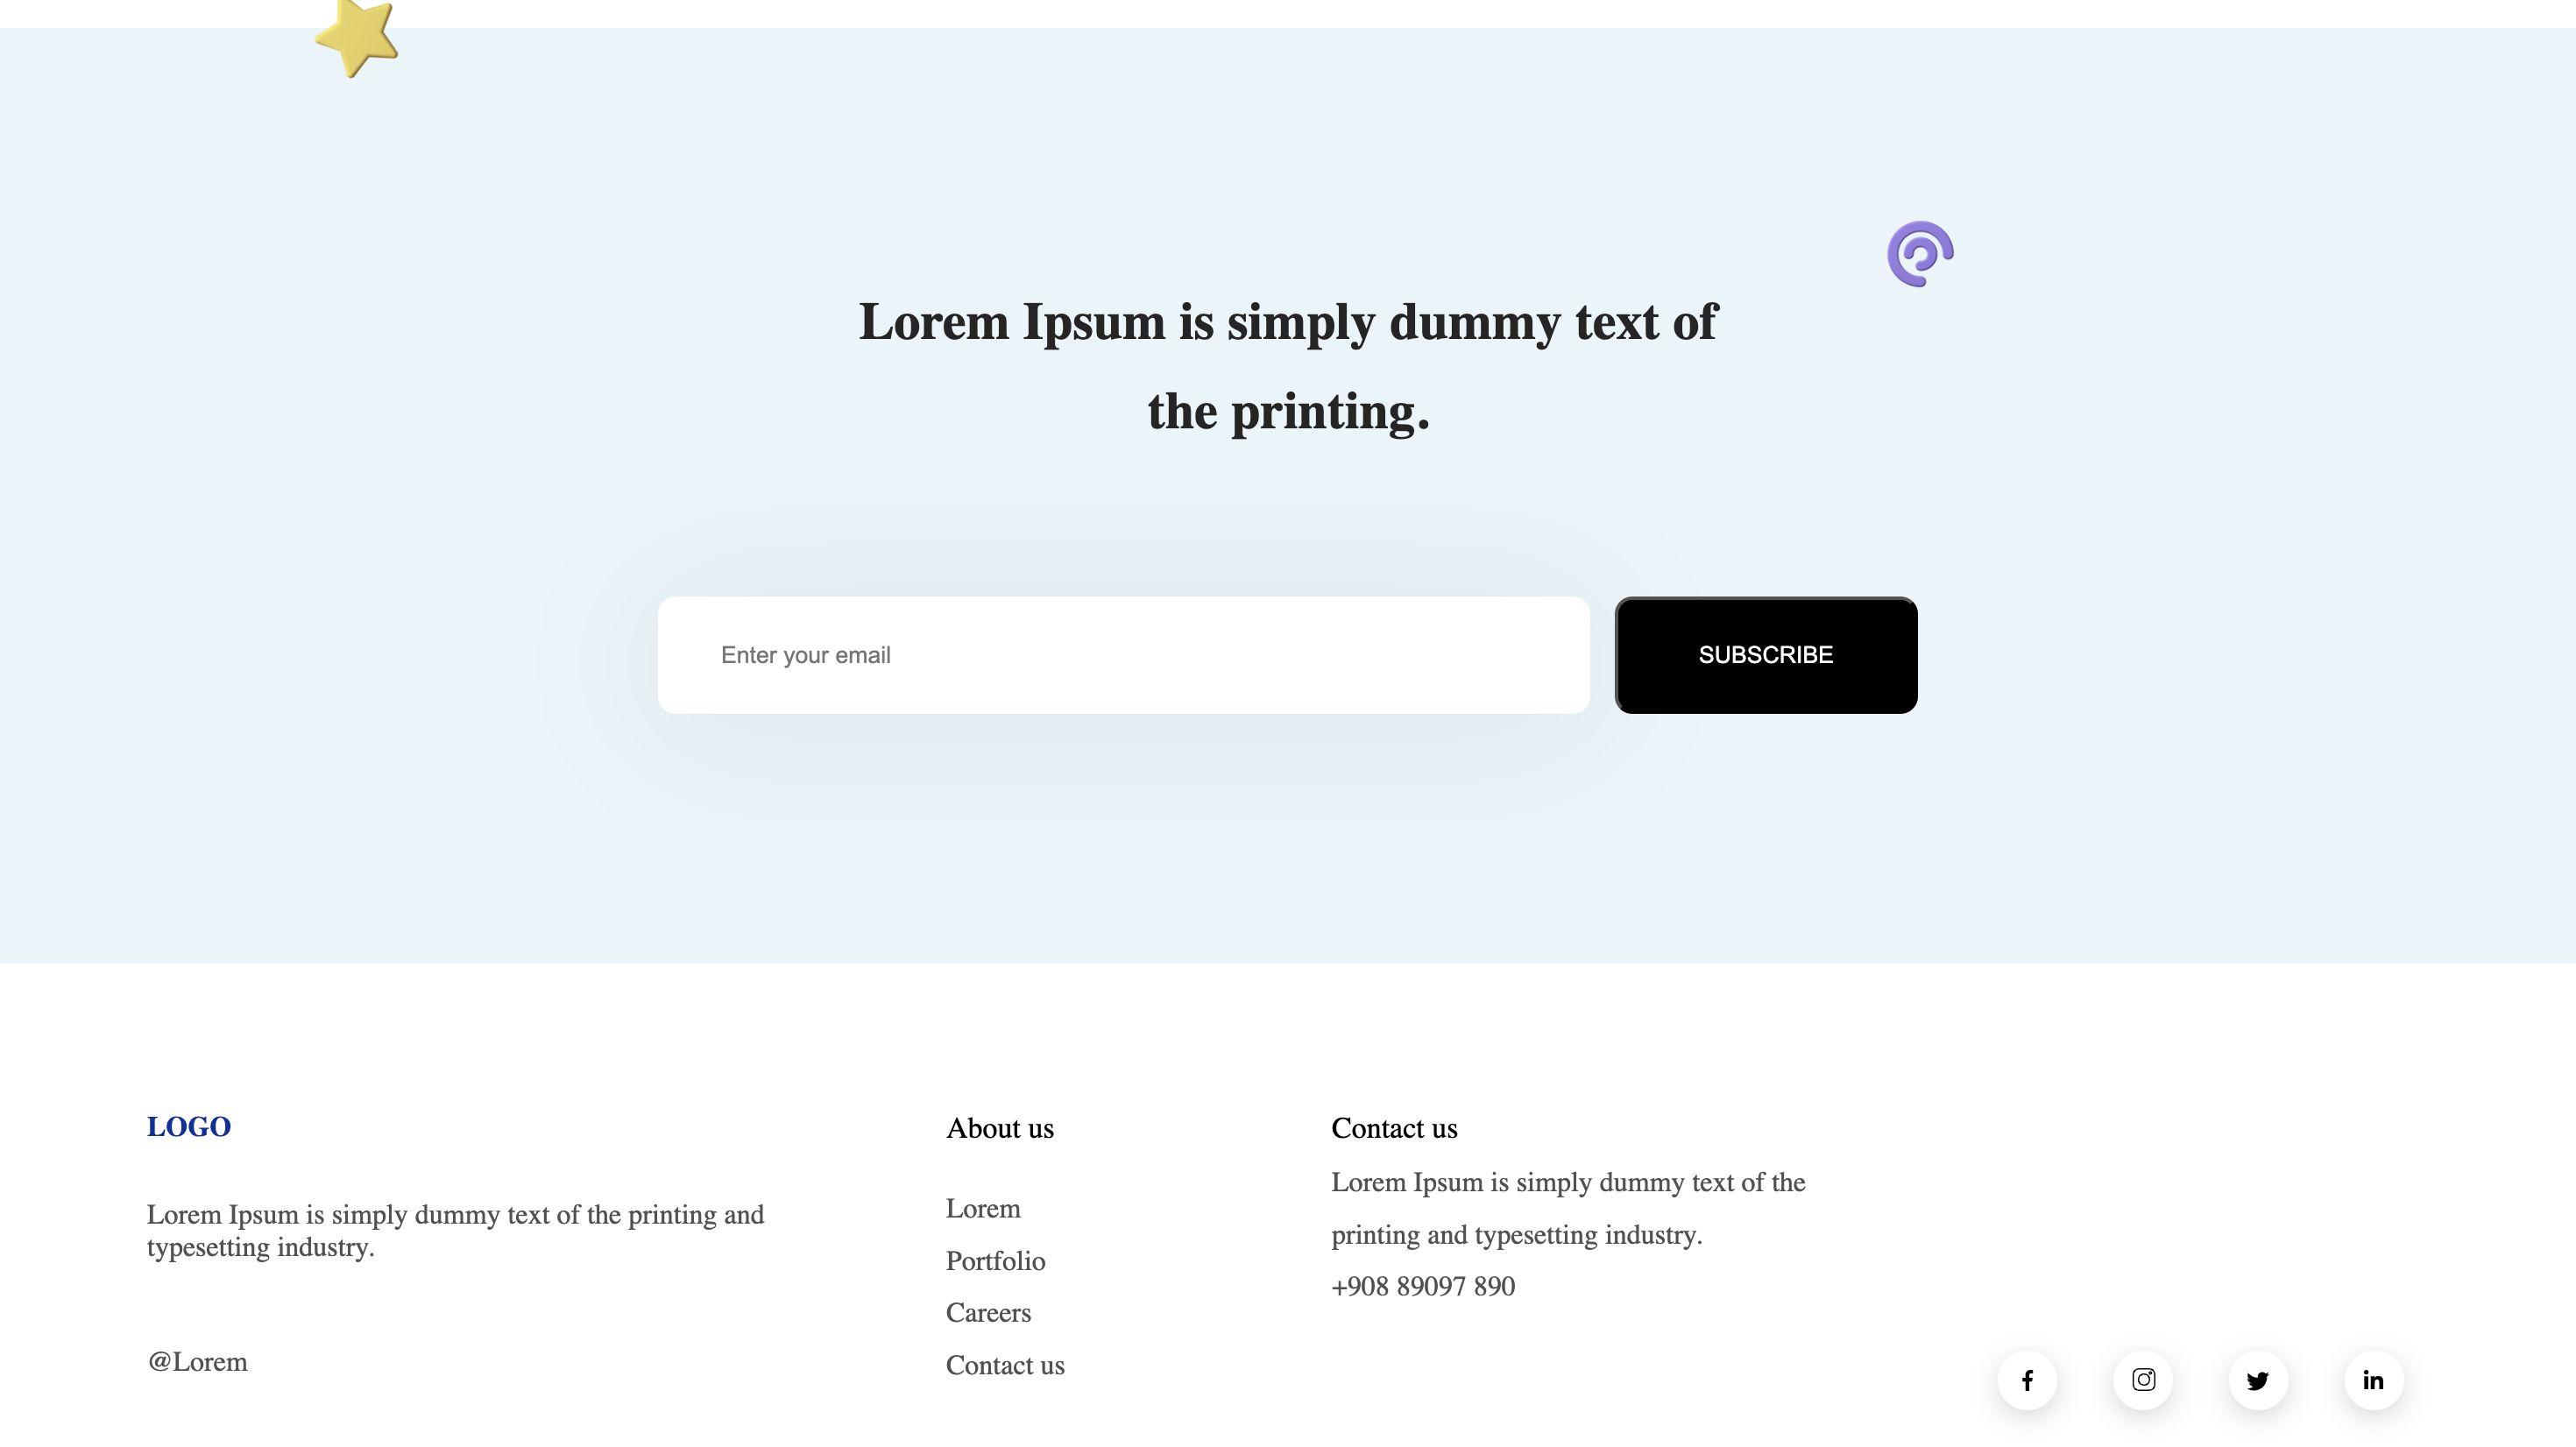 Lorem Ipsum is simply dummy text of
the printing.
Enter your email
SUBSCRIBE
LOGO
Lorem Ipsum is simply dummy text of the printing and
typesetting industry.
@Lorem
About us
Lorem
Portfolio
Careers
Contact us
Contact us
Lorem Ipsum is simply dummy text of the
printing and typesetting industry.
+908 89097 890